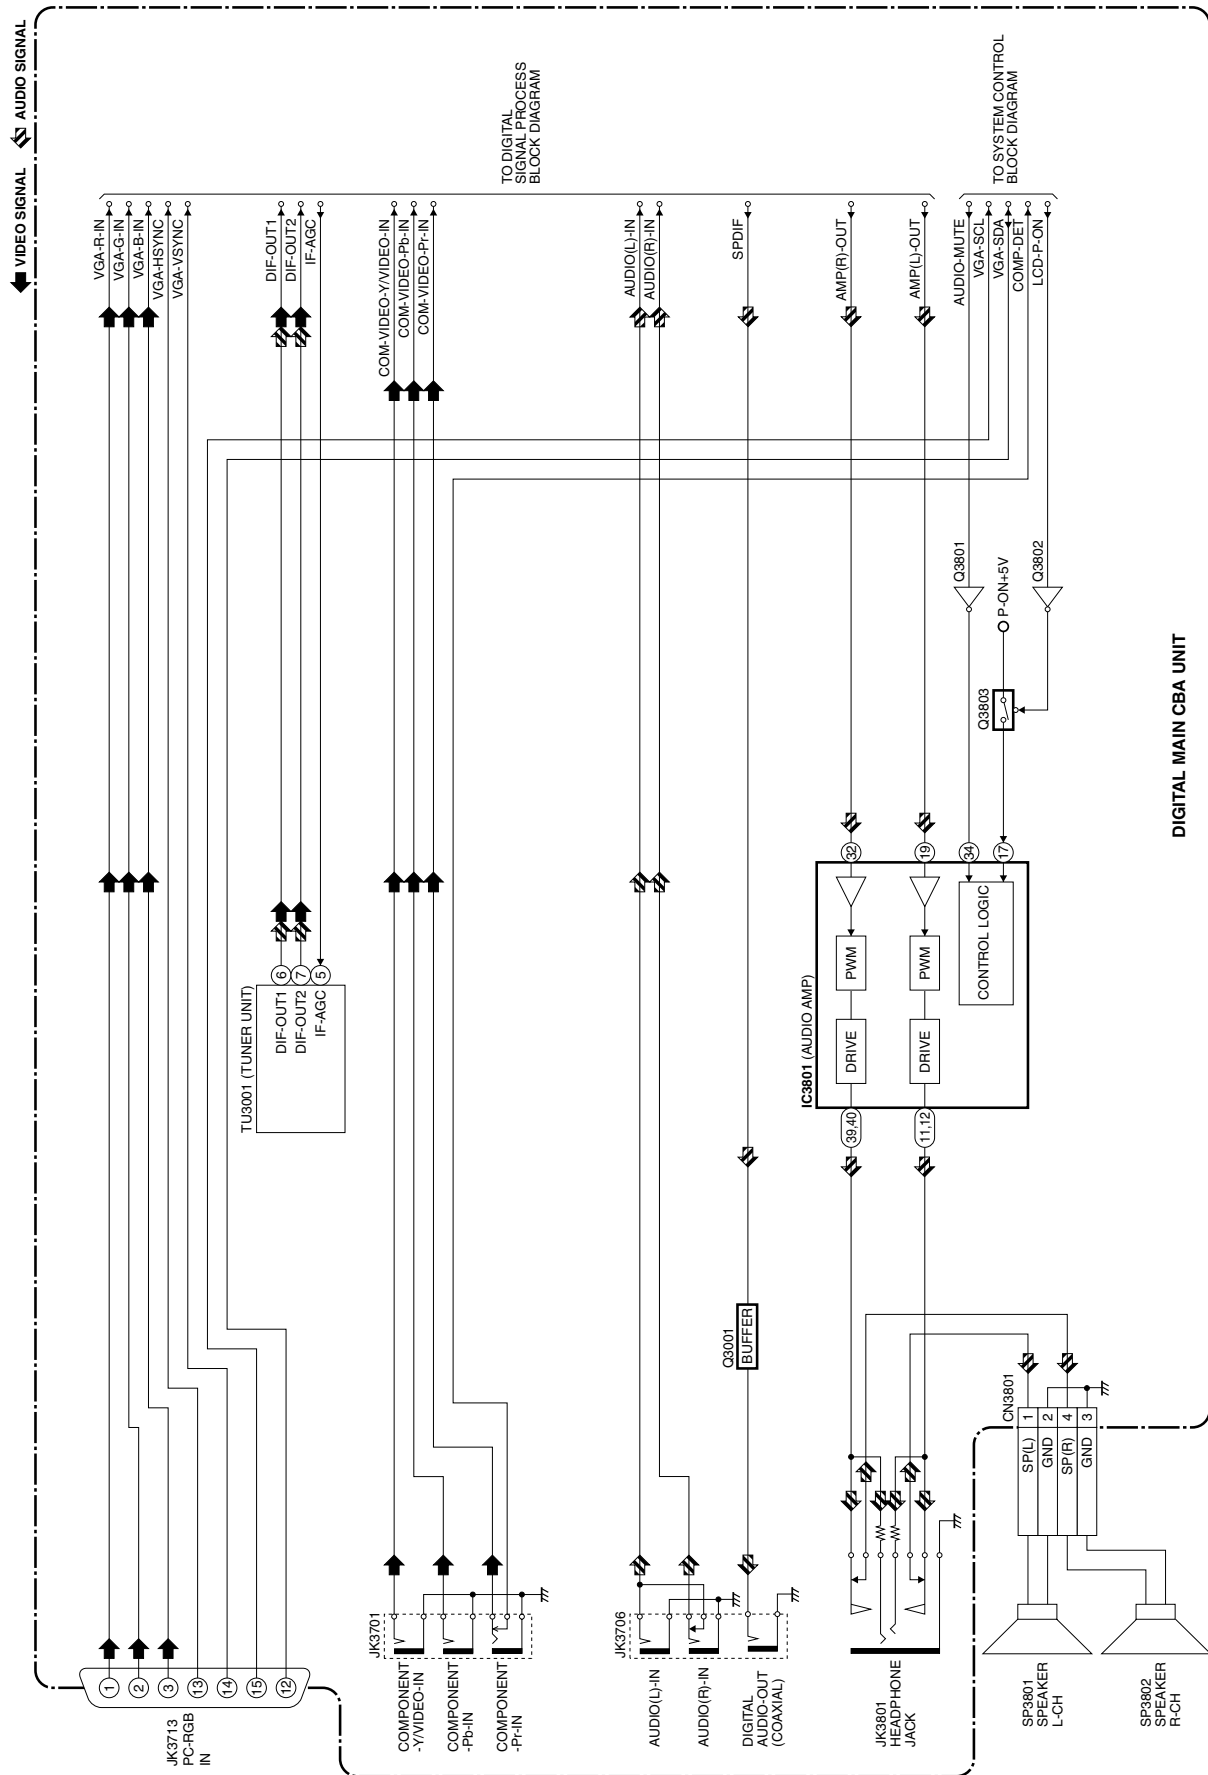 VIDEO SIGNAL
AUDIO SIGNAL
JK3713
PC-RGB
IN
1
2
3
13
14
15
12
VGA-R-IN
VGA-G-IN
VGA-B-IN
VGA-HSYNC
VGA-VSYNC
TU3001 (TUNER UNIT)
DIF-OUT1
DIF-OUT2
IF-AGC
6
7
5
DIF-OUT1
DIF-OUT2
IF-AGC
JK3701
COMPONENT
-Y/VIDEO-IN
COMPONENT
-Pb-IN
COMPONENT
-Pr-IN
COM-VIDEO-Y/VIDEO-IN
COM-VIDEO-Pb-IN
COM-VIDEO-Pr-IN
TO DIGITAL
SIGNAL PROCESS
BLOCK DIAGRAM
JK3706
AUDIO(L)-IN
AUDIO(R)-IN
DIGITAL
AUDIO-OUT
(COAXIAL)
Q3001
BUFFER
AUDIO(L)-IN
AUDIO(R)-IN
SPDIF
JK3801
HEADPHONE
JACK
IC3801 (AUDIO AMP)
39,40
DRIVE
PWM
32
11,12
DRIVE
PWM
19
CONTROL LOGIC
34
17
AMP(R)-OUT
AMP(L)-OUT
AUDIO-MUTE
VGA-SCL
VGA-SDA
COMP-DET
LCD-P-ON
TO SYSTEM CONTROL
BLOCK DIAGRAM
Q3801
P-ON+5V
Q3803
Q3802
CN3801
SP(L) 1
GND 2
SP(R) 4
GND 3
SP3801
SPEAKER
L-CH
SP3802
SPEAKER
R-CH
DIGITAL MAIN CBA UNIT